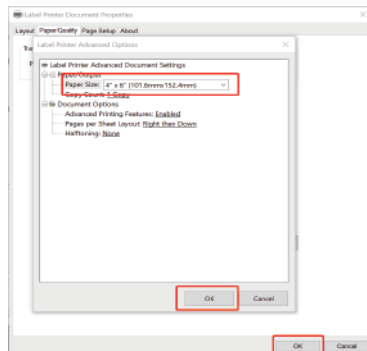 Label Printer Document Properties
Layout Paper/Quality Page Setup About
Label Printer Advanced Options
Label Printer Advanced Document Settings
Paper/Output
Paper Size: 4" x 6" (101.6mm x 152.4mm)
Copy Count: 1 Copy
Document Options
Advanced Printing Features: Enabled
Pages per Sheet Layout: Right then Down
Halftoning: None
OK Cancel
OK Cancel